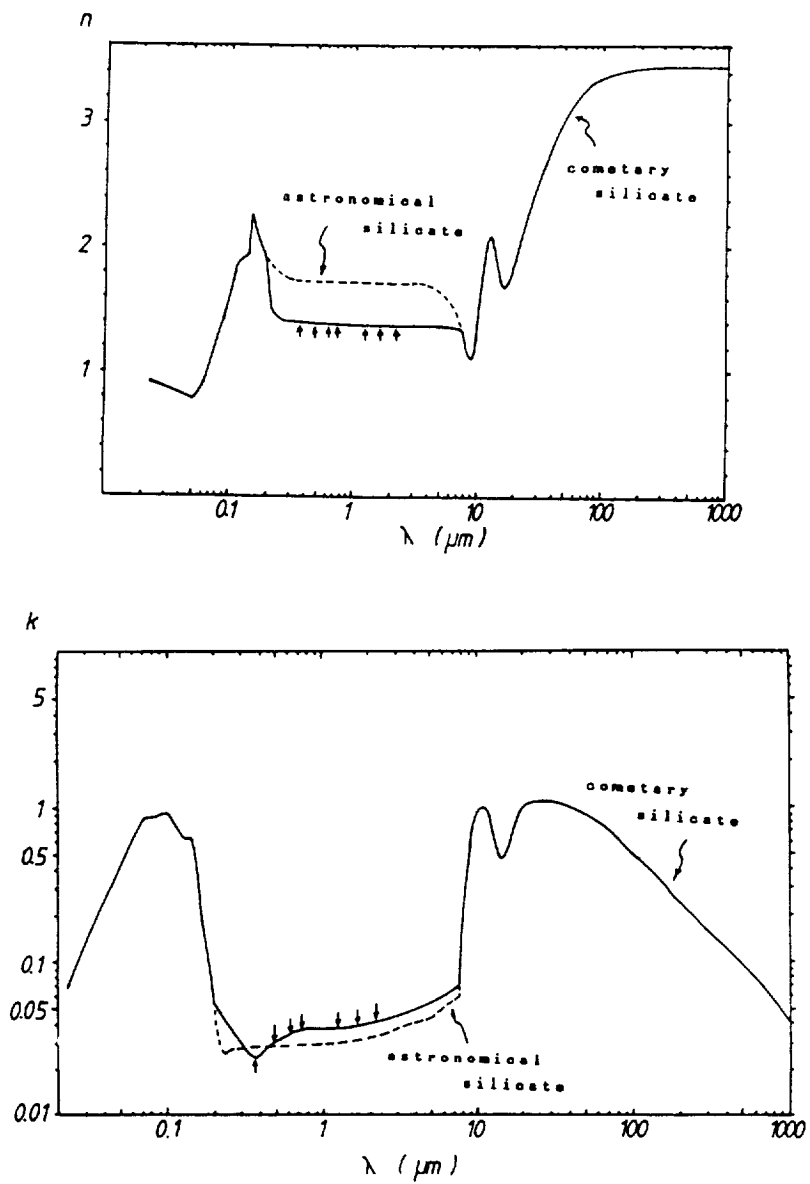 n
3
astronomical
silicate
cometary
silicate
2
1
0.1 1 10 100 1000
λ (μm)
k
5
cometary
silicate
1
0.5
0.1
0.05
astronomical
silicate
0.01
0.1 1 10 100 1000
λ (μm)